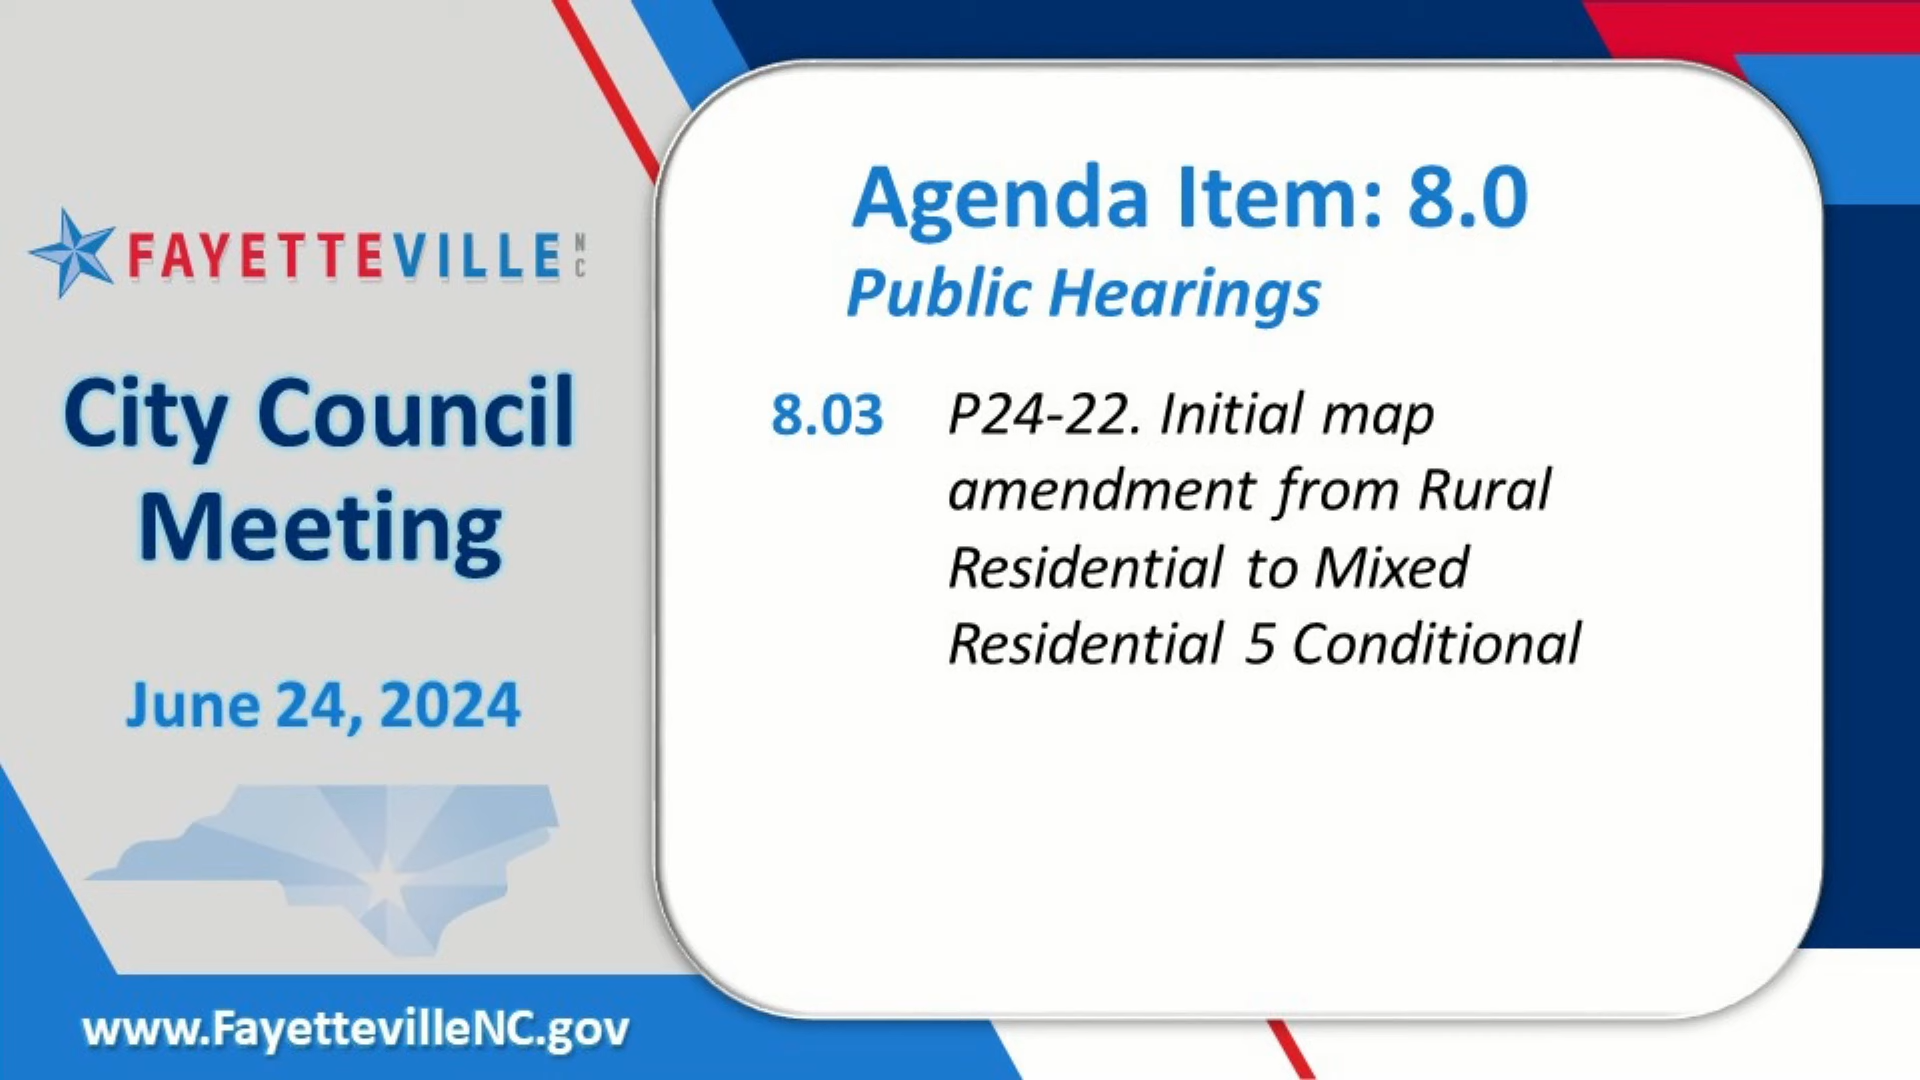 FAYETTEVILLE NC
City Council
Meeting
June 24, 2024
www.FayettevilleNC.gov
Agenda Item: 8.0
Public Hearings
8.03 P24-22. Initial map
amendment from Rural
Residential to Mixed
Residential 5 Conditional